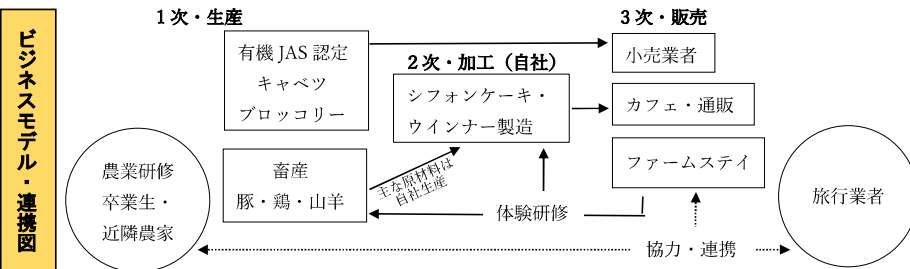 ビジネスモデル・連携図
1次・生産
3次・販売
有機 JAS 認定
キャベツ
ブロッコリー
2次・加工（自社）
シフォンケーキ・
ウインナー製造
小売業者
カフェ・通販
ファームステイ
農業研修
卒業生・
近隣農家
畜産
豚・鶏・山羊
主な原材料は
自社生産
体験研修
旅行業者
協力・連携